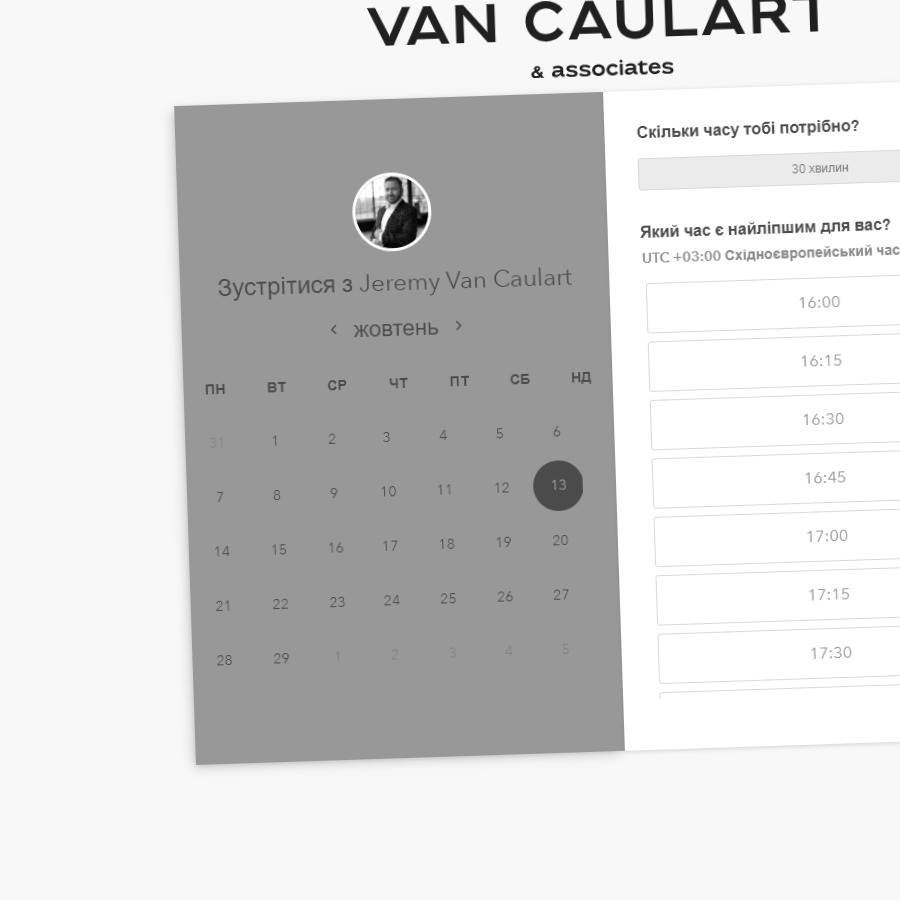 VAN CAULART
& associates
Зустрітися з Jeremy Van Caulart
жовтень
ПН ВТ СР ЧТ ПТ СБ НД
31 1 2 3 4 5 6
7 8 9 10 11 12 13
14 15 16 17 18 19 20
21 22 23 24 25 26 27
28 29 1 2 3 4 5
Скільки часу тобі потрібно?
30 хвилин
Який час є найліпшим для вас?
UTC +03:00 Східноєвропейський час
16:00
16:15
16:30
16:45
17:00
17:15
17:30